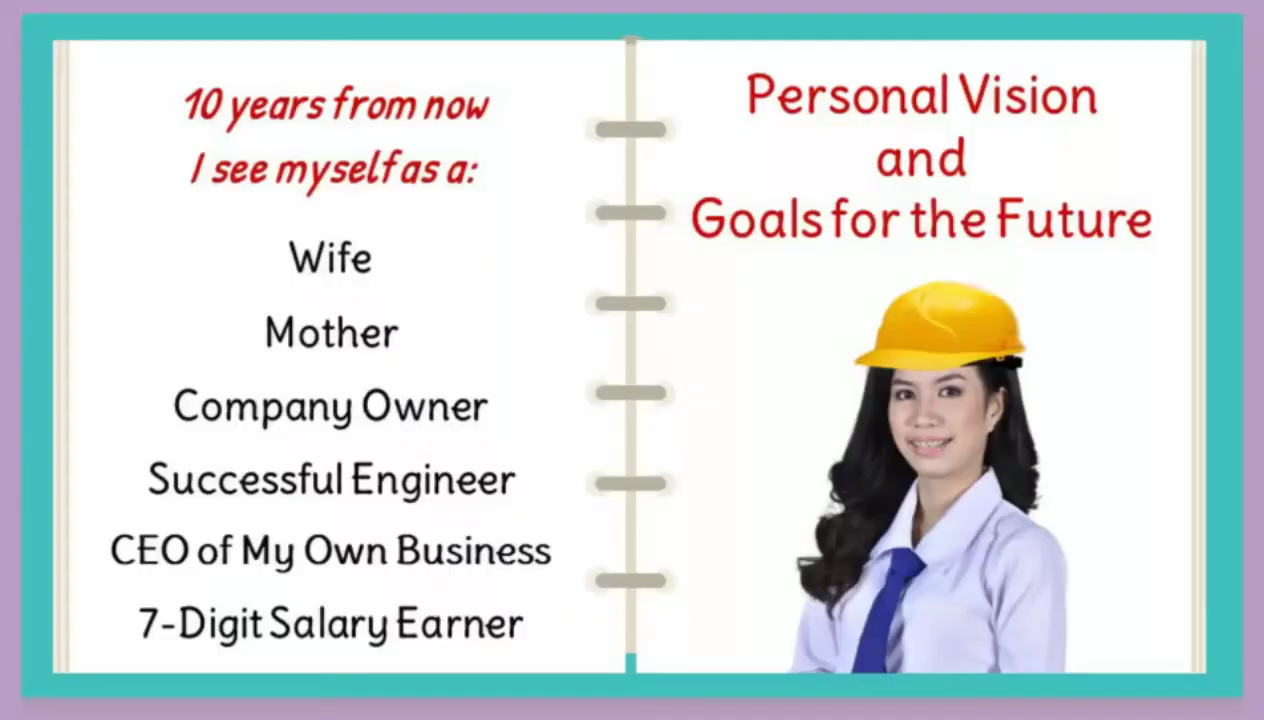 10 years from now
I see myself as a:
Wife
Mother
Company Owner
Successful Engineer
CEO of My Own Business
7-Digit Salary Earner
Personal Vision
and
Goals for the Future